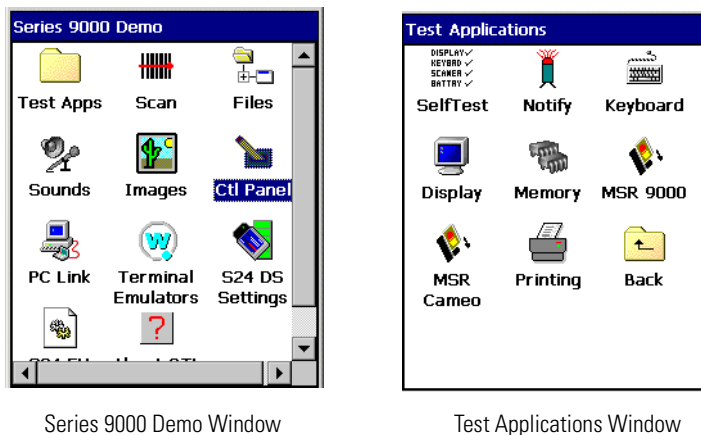 Series 9000 Demo
Test Apps Scan Files
Sounds Images Ctl Panel
PC Link Terminal Emulators S24 DS Settings
Test Applications
DISPLAY✓
KEYBRD✓
SCANER✓
BATTRY✓
SelfTest Notify Keyboard
Display Memory MSR 9000
MSR Cameo Printing Back
Series 9000 Demo Window
Test Applications Window